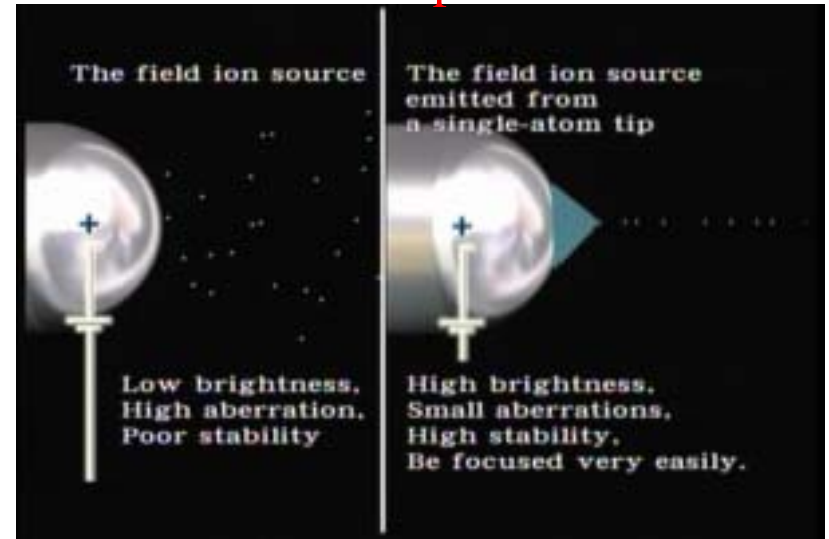 The field ion source
Low brightness,
High aberration,
Poor stability
The field ion source
emitted from
a single-atom tip
High brightness,
Small aberrations,
High stability,
Be focused very easily.